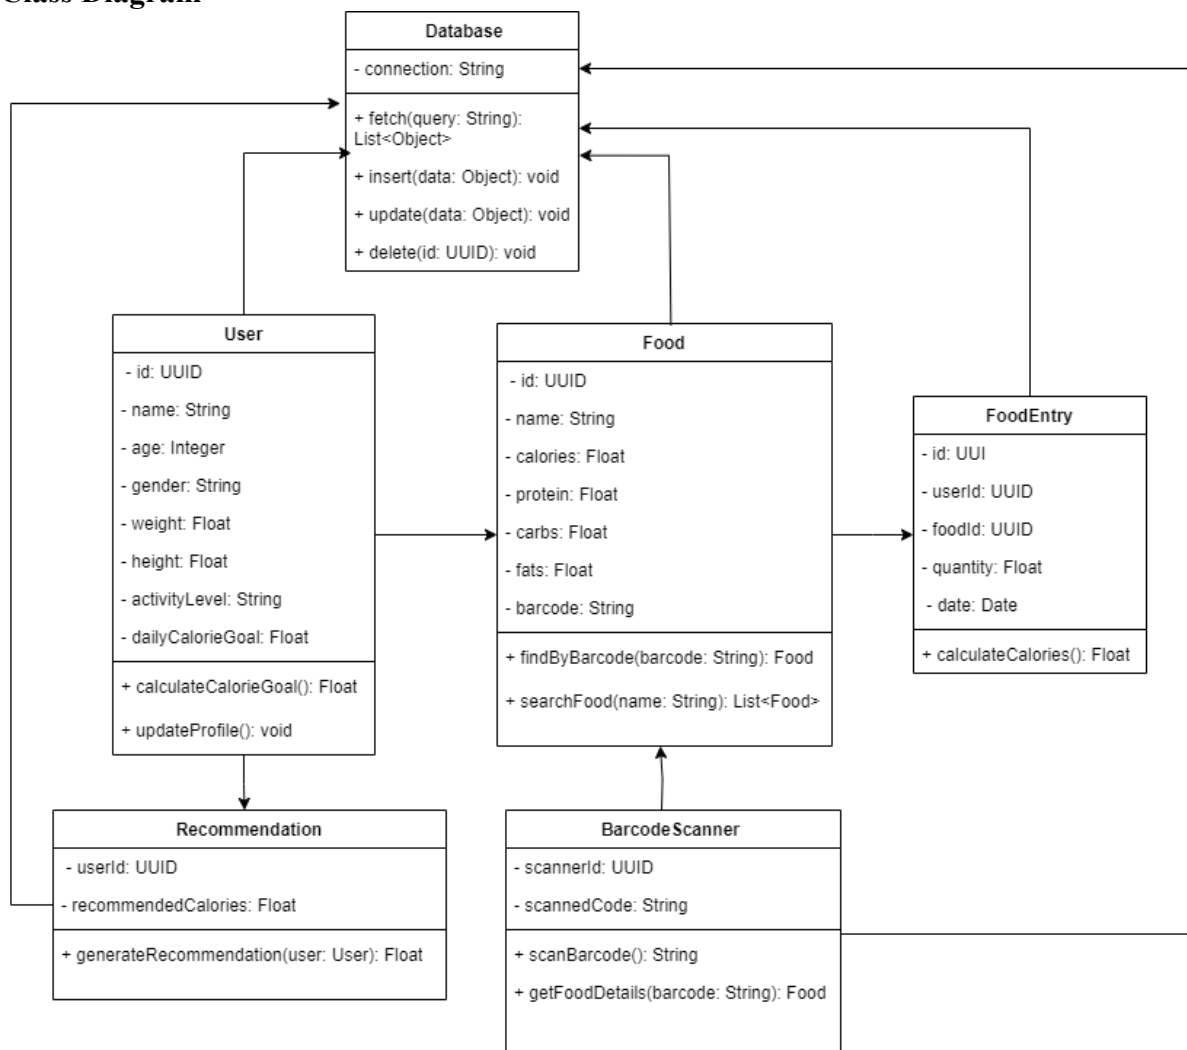 Class Diagram
Database
- connection: String
+ fetch(query: String):
List<Object>
+ insert(data: Object): void
+ update(data: Object): void
+ delete(id: UUID): void
User
- id: UUID
- name: String
- age: Integer
- gender: String
- weight: Float
- height: Float
- activityLevel: String
- dailyCalorieGoal: Float
+ calculateCalorieGoal(): Float
+ updateProfile(): void
Food
- id: UUID
- name: String
- calories: Float
- protein: Float
- carbs: Float
- fats: Float
- barcode: String
+ findByBarcode(barcode: String): Food
+ searchFood(name: String): List<Food>
FoodEntry
- id: UUI
- userId: UUID
- foodId: UUID
- quantity: Float
- date: Date
+ calculateCalories(): Float
Recommendation
- userId: UUID
- recommendedCalories: Float
+ generateRecommendation(user: User): Float
BarcodeScanner
- scannerId: UUID
- scannedCode: String
+ scanBarcode(): String
+ getFoodDetails(barcode: String): Food